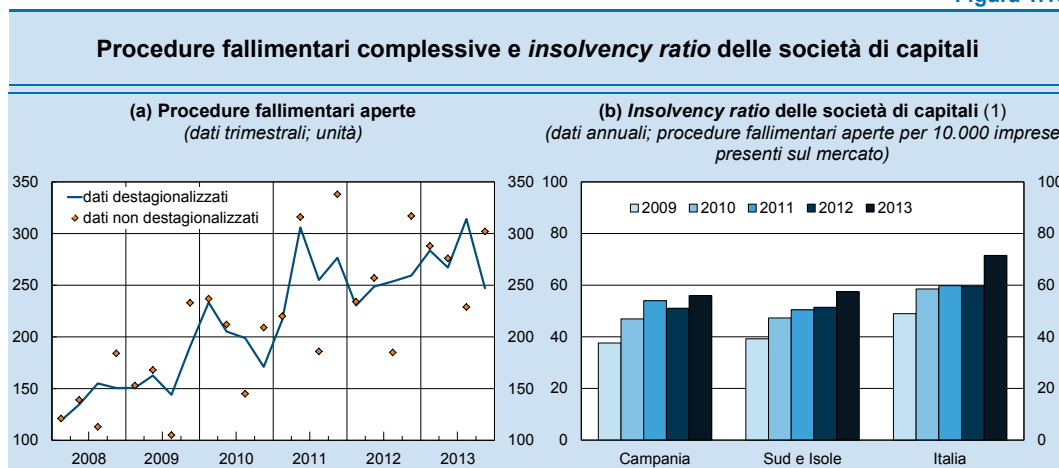 Procedure fallimentari complessive e insolvency ratio delle società di capitali
(a) Procedure fallimentari aperte
(dati trimestrali; unità)
350 350
300 300
250 250
200 200
150 150
100 100
dati destagionalizzati
dati non destagionalizzati
2008 2009 2010 2011 2012 2013
(b) Insolvency ratio delle società di capitali (1)
(dati annuali; procedure fallimentari aperte per 10.000 imprese
presenti sul mercato)
100 100
80 80
60 60
40 40
20 20
0 0
2009 2010 2011 2012 2013
Campania Sud e Isole Italia